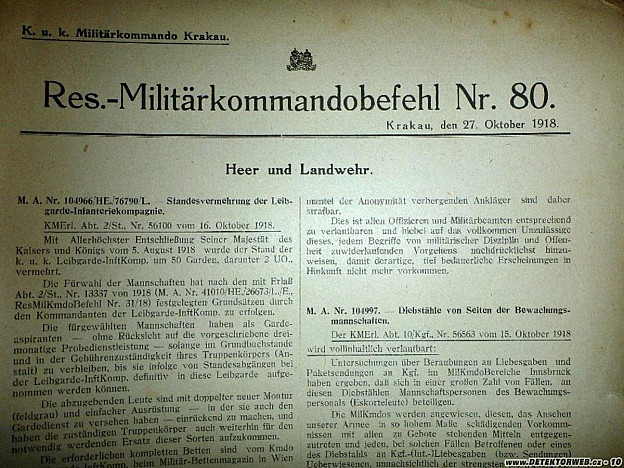 K. u. k. Militärkommando Krakau.
Res.-Militärkommandobefehl Nr. 80.
Krakau, den 27. Oktober 1918.
Heer und Landwehr.
M. A. Nr. 104966/HE./76790/L. — Standesvermehrung der Leib-
garde-Infanteriekompagnie.
KMErl. Abt. 2/St., Nr. 56100 vom 16. Oktober 1918.
Mit Allerhöchster Entschließung Seiner Majestät des
Kaisers und Königs vom 5. August 1918 wurde der Stand der
k. u. k. Leibgarde-InftKomp. um 50 Garden, darunter 2 UO.,
vermehrt.
Die Fürwahl der Mannschaften hat nach den mit Erlaß
Abt. 2/St., Nr. 13337 von 1918 (M. A. Nr. 41010/HE./26673/L./E.,
ResMilKmdoBefehl Nr. 31/18) festgelegten Grundsätzen durch
den Kommandanten der Leibgarde-InftKomp. zu erfolgen.
Die fürgewählten Mannschaften haben als Garde-
aspiranten — ohne Rücksicht auf die vorgeschriebene drei-
monatige Probedienstleistung — solange im Grundbuchstande
und in der Gebührenzuständigkeit ihres Truppenkörpers (An-
stalt) zu verbleiben, bis sie infolge von Standesabgängen bei
der Leibgarde-InftKomp. definitiv in diese Leibgarde aufge-
nommen werden können.
Die abzugebenden Leute sind mit doppelter neuer Montur
(feldgrau) und einfacher Ausrüstung — in der sie auch den
Gardedienst zu versehen haben — einrückend zu machen, und
haben die zuständigen Truppenkörper auch weiterhin für den
notwendig werdenden Ersatz dieser Sorten aufzukommen.
Die erforderlichen kompletten Betten sind vom Kmdo
InftKomp. beim Militär-Bettenmagazin in Wien
mantel der Anonymität verbergenden Ankläger sind daher
strafbar.
Dies ist allen Offizieren und Militärbeamten entsprechend
zu verlautbaren und hiebei auf das vollkommen Unzulässige
dieses, jedem Begriffe von militärischer Disziplin und Offen-
heit zuwiderlaufenden Vorgehens nachdrücklichst hinzu-
weisen, damit derartige, tief bedauerliche Erscheinungen in
Hinkunft nicht mehr vorkommen.
M. A. Nr. 104997. — Diebstähle von Seiten der Bewachungs-
mannschaften.
Der KMErl. Abt. 10/Kgf., Nr. 56563 vom 15. Oktober 1918
wird vollinhaltlich verlautbart:
Untersuchungen über Beraubungen an Liebesgaben und
Paketsendungen an Kgf. im MilKmdoBereiche Innsbruck
haben ergeben, daß sich in einer großen Zahl von Fällen, an
diesen Diebstählen Mannschaftspersonen des Bewachungs-
personals (Eskorteleute) beteiligen.
Die MilKmdos werden angewiesen, diesen, das Ansehen
unserer Armee in so hohem Maße schädigenden Vorkomm-
nissen mit allen zu Gebote stehenden Mitteln entgegen-
zutreten und jeden, bei solchen Fällen Betroffenen oder eines
des Diebstahls an Kgf.-Gut (Liebesgaben) (bzw. Sendungen)
Überwiesenen, unnachsichtlich der strengsten
WWW.DETEKTORWEB.cz - 10